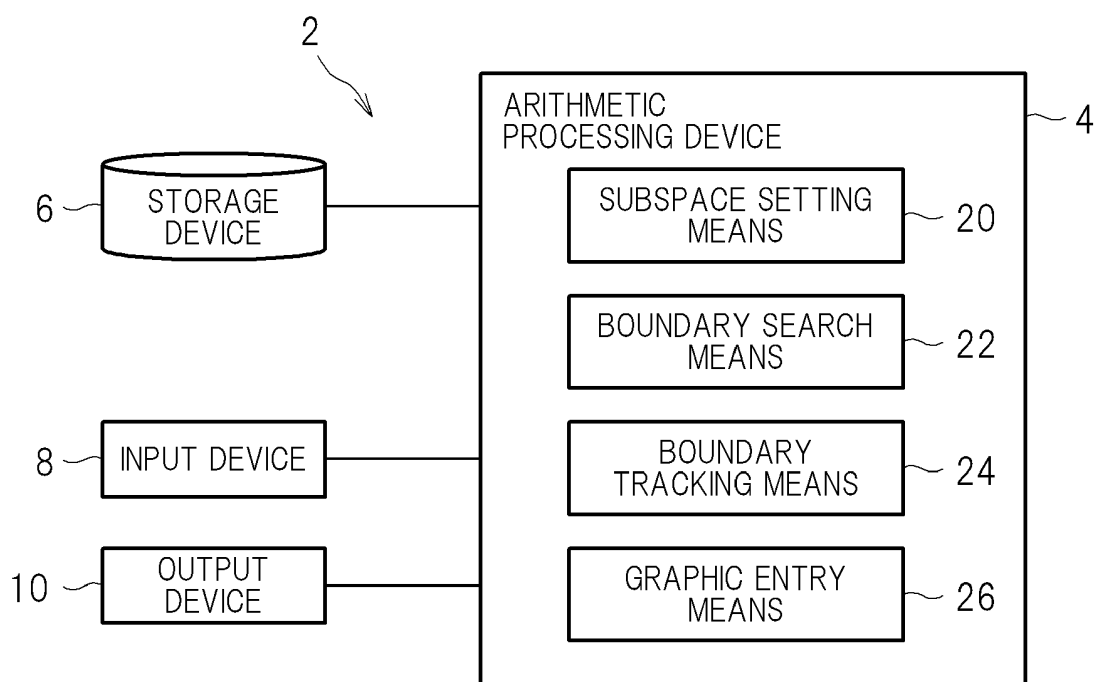 2
ARITHMETIC
PROCESSING DEVICE
4
6
STORAGE
DEVICE
SUBSPACE SETTING
MEANS
20
BOUNDARY SEARCH
MEANS
22
8
INPUT DEVICE
BOUNDARY
TRACKING MEANS
24
10
OUTPUT
DEVICE
GRAPHIC ENTRY
MEANS
26